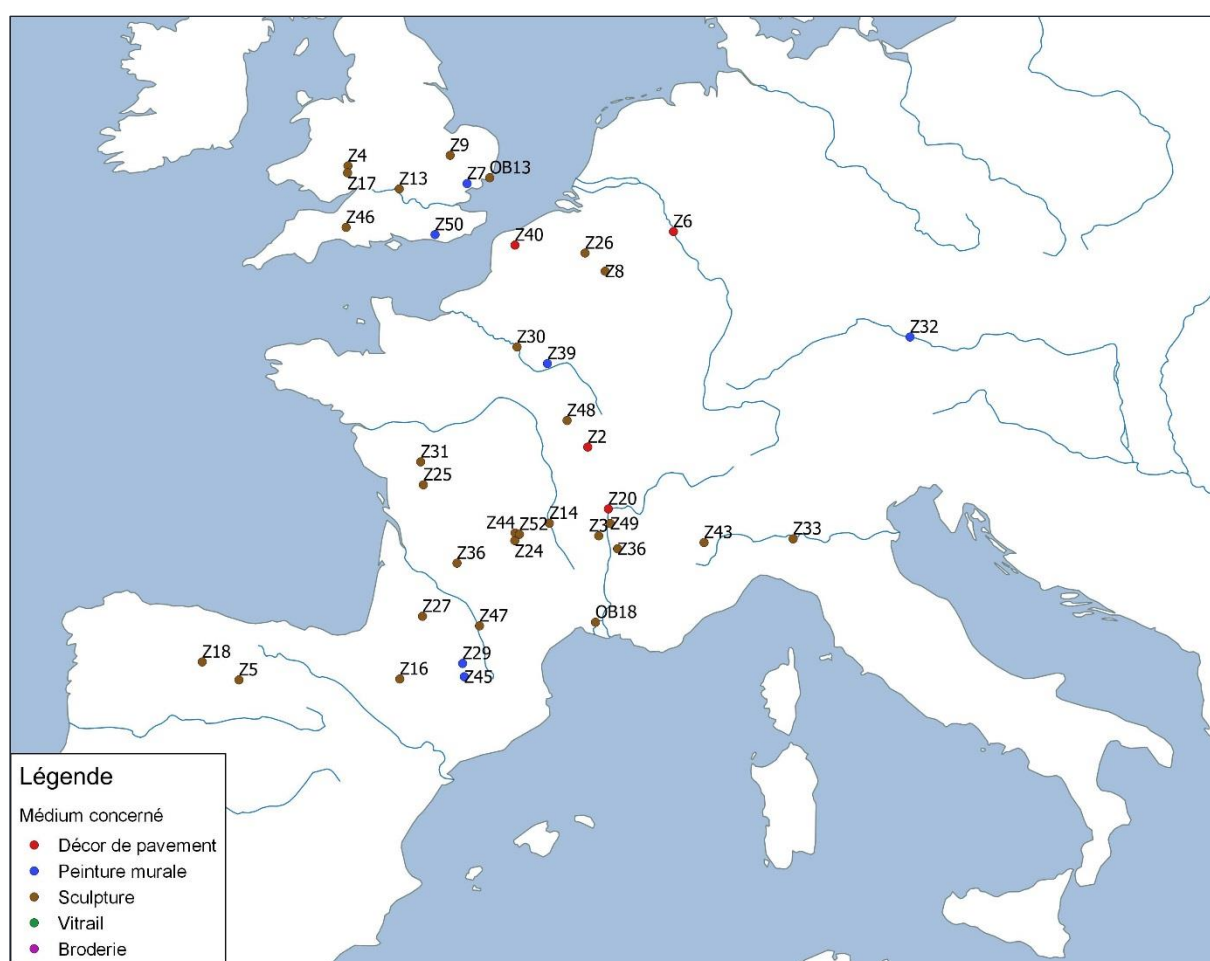 Z9
Z4
OB13
Z7
Z17
Z13
Z46
Z50
Z6
Z40
Z26
Z8
Z32
Z30
Z39
Z48
Z2
Z31
Z25
Z20
Z14
Z44
Z52
Z3
Z49
Z24
Z43
Z33
Z36
Z36
Z27
Z47
OB18
Z18
Z5
Z29
Z16
Z45
Légende
Médium concerné
Décor de pavement
Peinture murale
Sculpture
Vitrail
Broderie